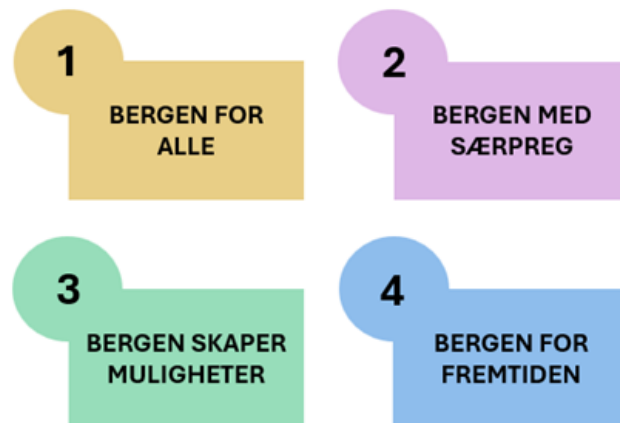 1
BERGEN FOR
ALLE
2
BERGEN MED
SÆRPREG
3
BERGEN SKAPER
MULIGHETER
4
BERGEN FOR
FREMTIDEN